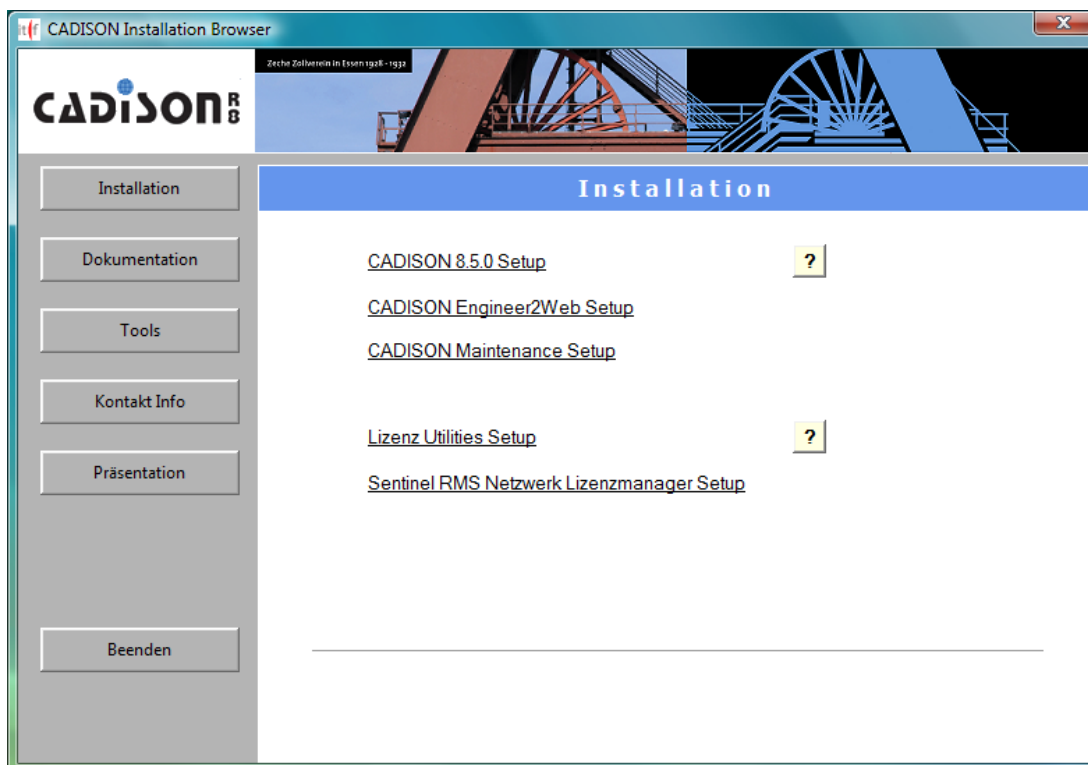 it(f CADISON Installation Browser
X
CADISON R8
Zeche Zollverein in Essen 1928 - 1932
Installation
Installation
Dokumentation
Tools
Kontakt Info
Präsentation
Beenden
CADISON 8.5.0 Setup
?
CADISON Engineer2Web Setup
CADISON Maintenance Setup
Lizenz Utilities Setup
?
Sentinel RMS Netzwerk Lizenzmanager Setup